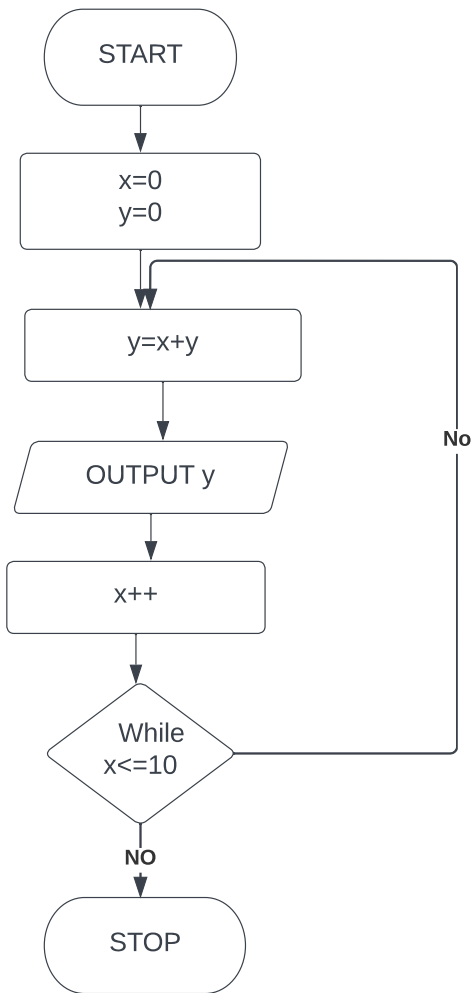 START
x=0
y=0
y=x+y
No
OUTPUT y
x++
While
x<=10
NO
STOP